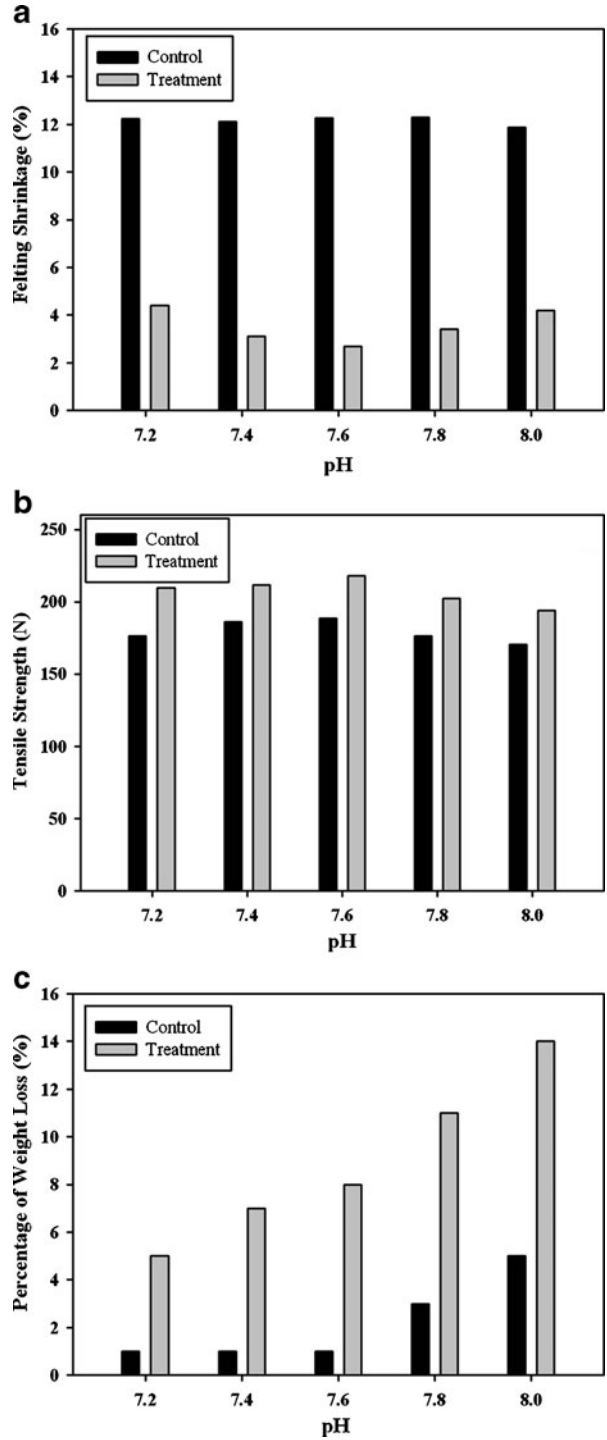 a
16
14
12
10
8
6
4
2
0
Felting Shrinkage (%)
Control
Treatment
7.2 7.4 7.6 7.8 8.0
pH
b
250
200
150
100
50
0
Tensile Strength (N)
Control
Treatment
7.2 7.4 7.6 7.8 8.0
pH
c
16
14
12
10
8
6
4
2
0
Percentage of Weight Loss (%)
Control
Treatment
7.2 7.4 7.6 7.8 8.0
pH